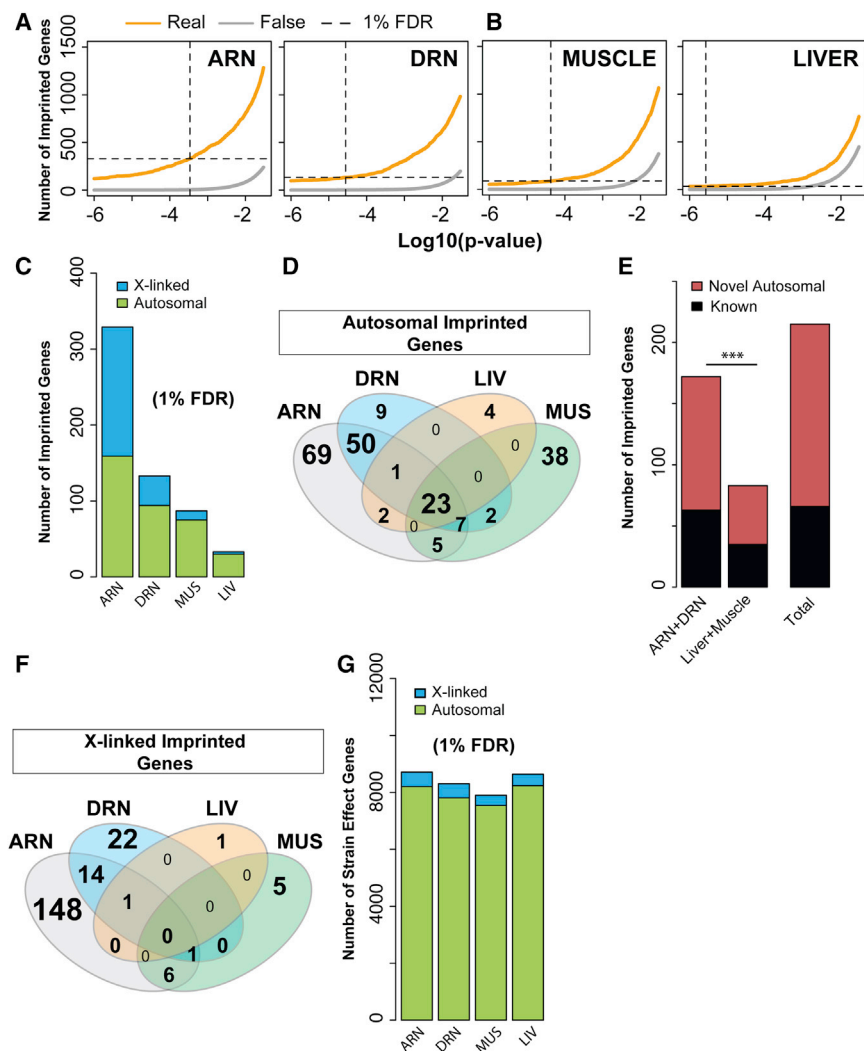 A
Real
False
1% FDR
B
Number of Imprinted Genes
0 500 1000 1500
ARN
-6 -4 -2
DRN
-6 -4 -2
MUSCLE
-6 -4 -2
LIVER
-6 -4 -2
Log10(p-value)
C
Number of Imprinted Genes
0 100 200 300 400
X-linked
Autosomal
(1% FDR)
ARN DRN MUS LIV
D
Autosomal Imprinted
Genes
DRN LIV
ARN MUS
9 4
0
69 50 0 38
1 0
23
2 0 7 2
5
E
Novel Autosomal
Known
Number of Imprinted Genes
0 100 200
***
ARN+DRN Liver+Muscle Total
F
X-linked Imprinted
Genes
DRN LIV
ARN MUS
22 1
0
148 14 0 5
1 0
0
0 0 1 0
6
G
Number of Strain Effect Genes
0 4000 8000 12000
X-linked
Autosomal
(1% FDR)
ARN DRN MUS LIV